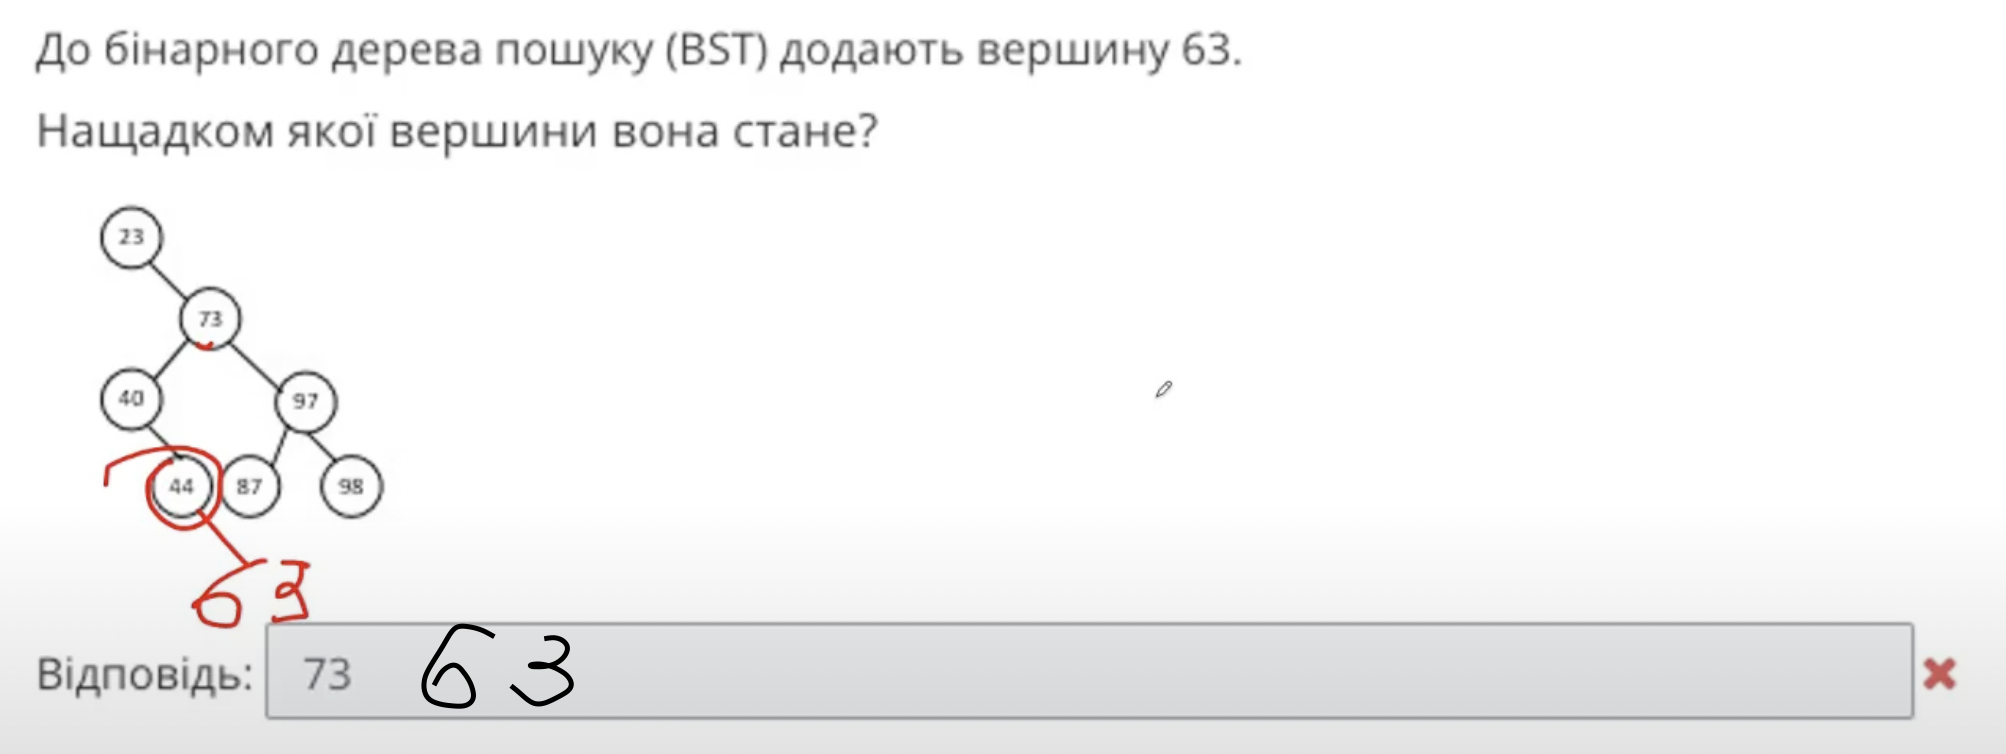 До бінарного дерева пошуку (BST) додають вершину 63.
Нащадком якої вершини вона стане?
23
73
40 97
44 87 98
63
Відповідь: 73 63